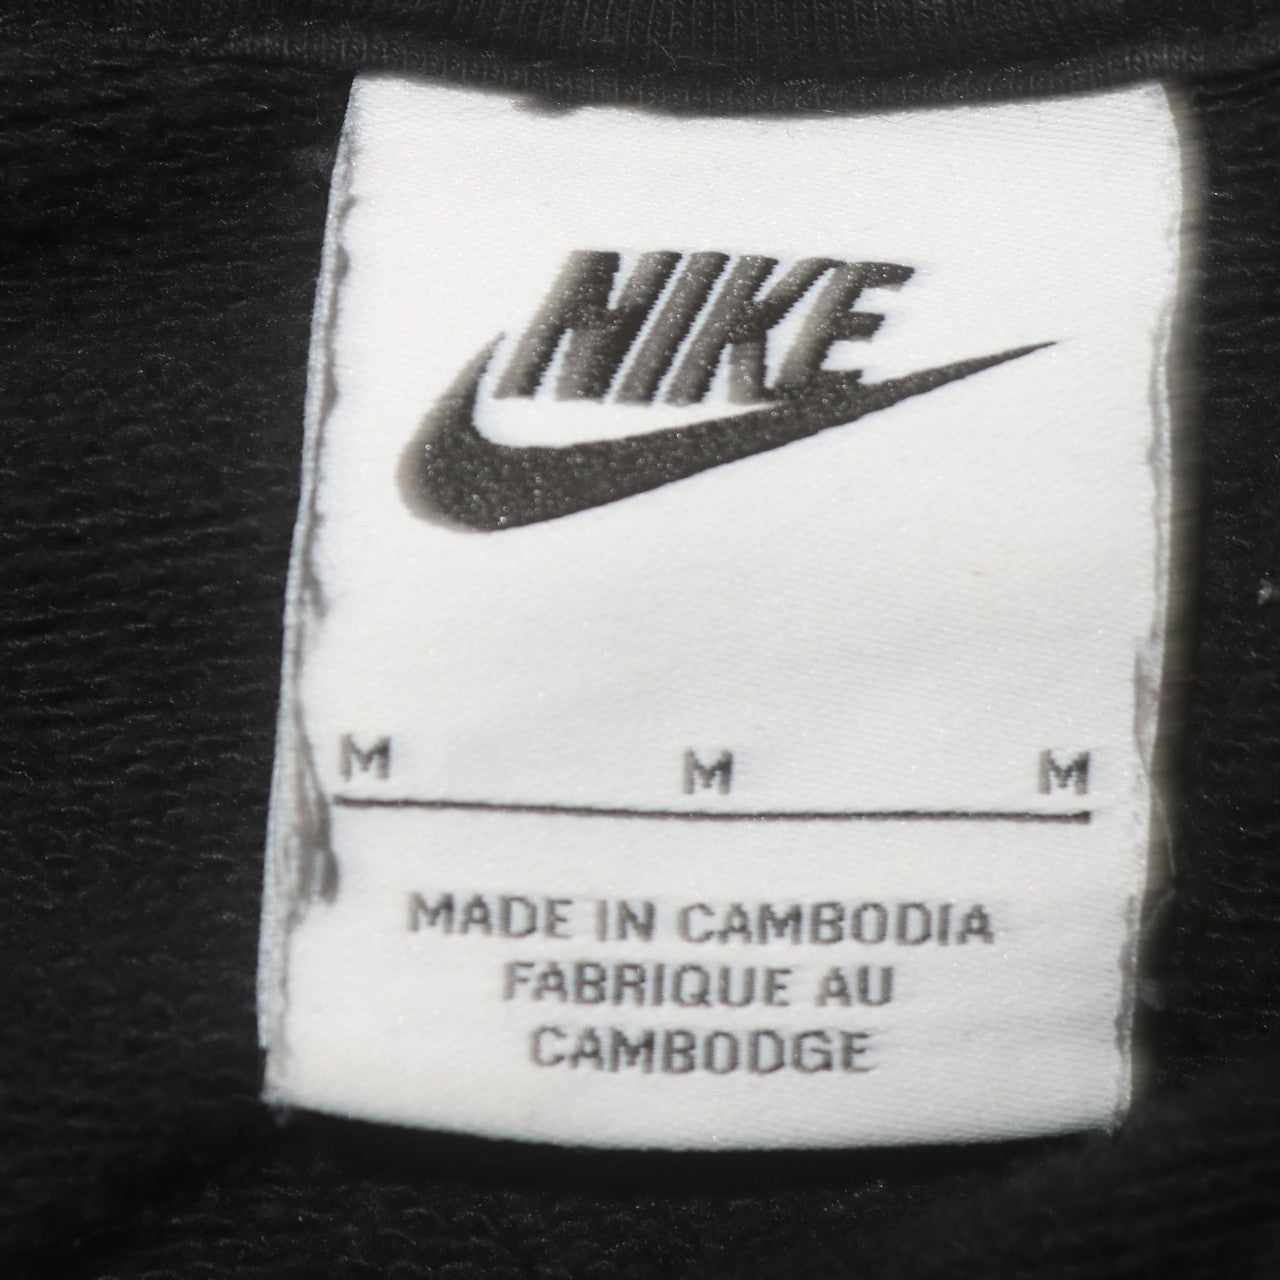 NIKE
M M M
MADE IN CAMBODIA
FABRIQUE AU
CAMBODGE